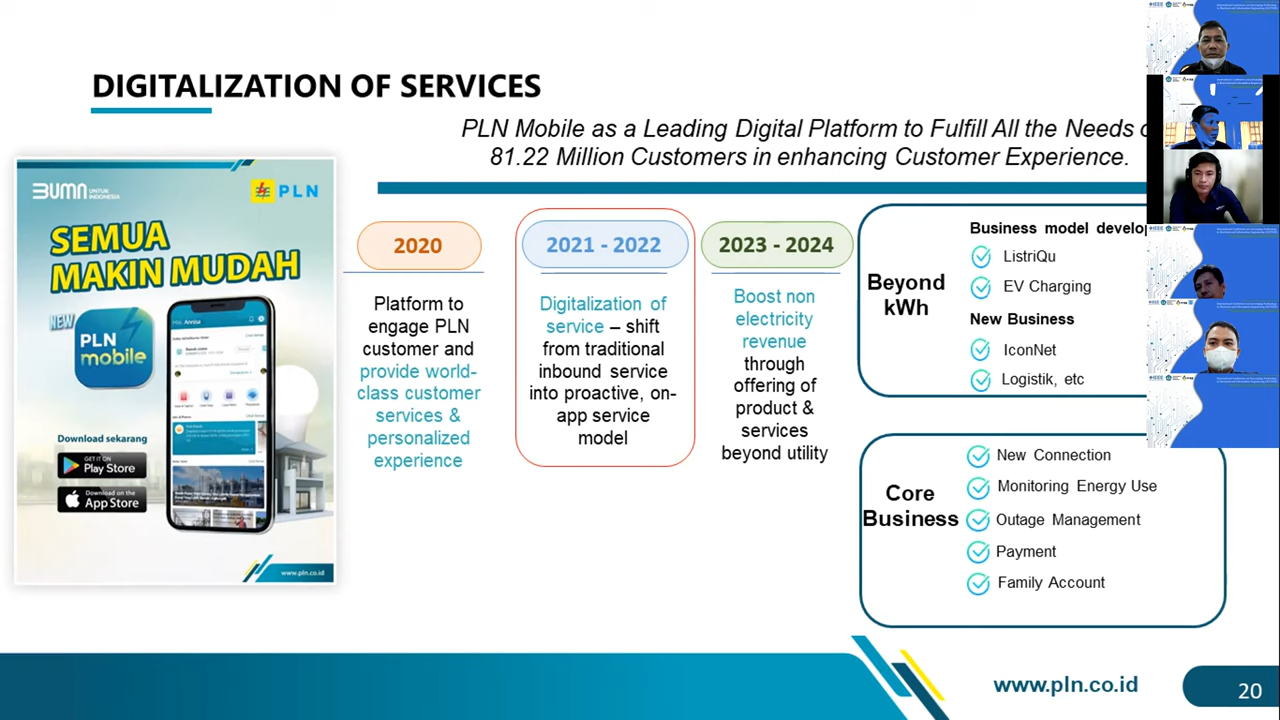 DIGITALIZATION OF SERVICES
PLN Mobile as a Leading Digital Platform to Fulfill All the Needs
81.22 Million Customers in enhancing Customer Experience.
BUMN UNTUK INDONESIA
PLN
SEMUA
MAKIN MUDAH
NEW
PLN
mobile
Download sekarang
GET IT ON
Play Store
Download on the
App Store
www.pln.co.id
2020
Platform to
engage PLN
customer and
provide world-
class customer
services &
personalized
experience
2021 - 2022
Digitalization of
service – shift
from traditional
inbound service
into proactive, on-
app service
model
2023 - 2024
Boost non
electricity
revenue
through
offering of
product &
services
beyond utility
Beyond
kWh
Business model develop
ListriQu
EV Charging
New Business
IconNet
Logistik, etc
Core
Business
New Connection
Monitoring Energy Use
Outage Management
Payment
Family Account
www.pln.co.id
20